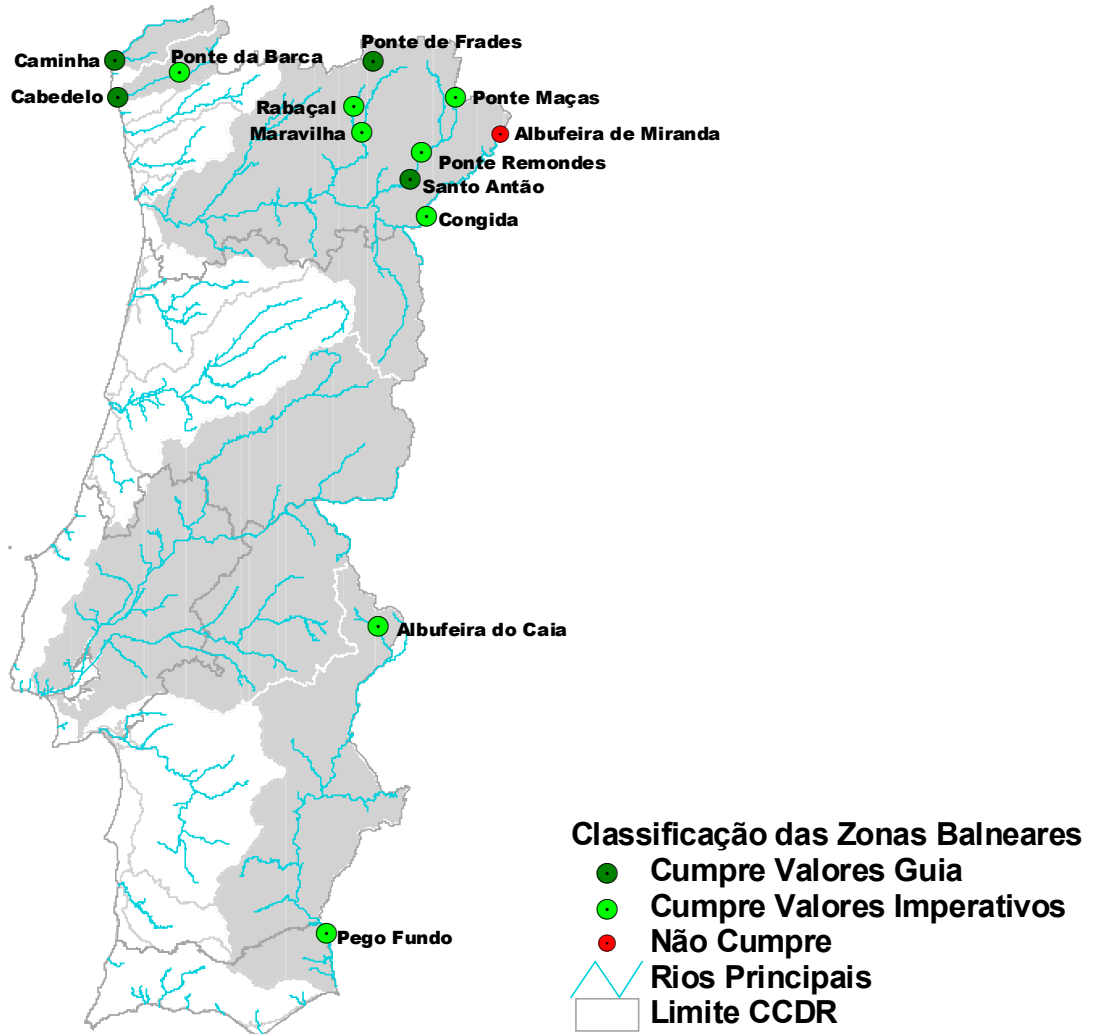 Ponte de Frades
Caminha
Ponte da Barca
Cabedelo
Rabaçal
Ponte Maças
Maravilha
Albufeira de Miranda
Ponte Remondes
Santo Antão
Congida
Albufeira do Caia
Pego Fundo
Classificação das Zonas Balneares
Cumpre Valores Guia
Cumpre Valores Imperativos
Não Cumpre
Rios Principais
Limite CCDR